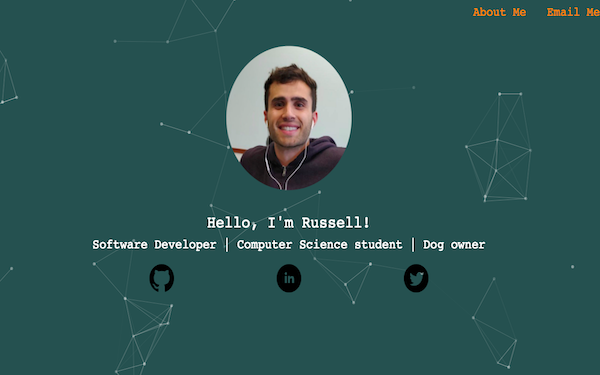 About Me Email Me
Hello, I'm Russell!
Software Developer | Computer Science student | Dog owner
in